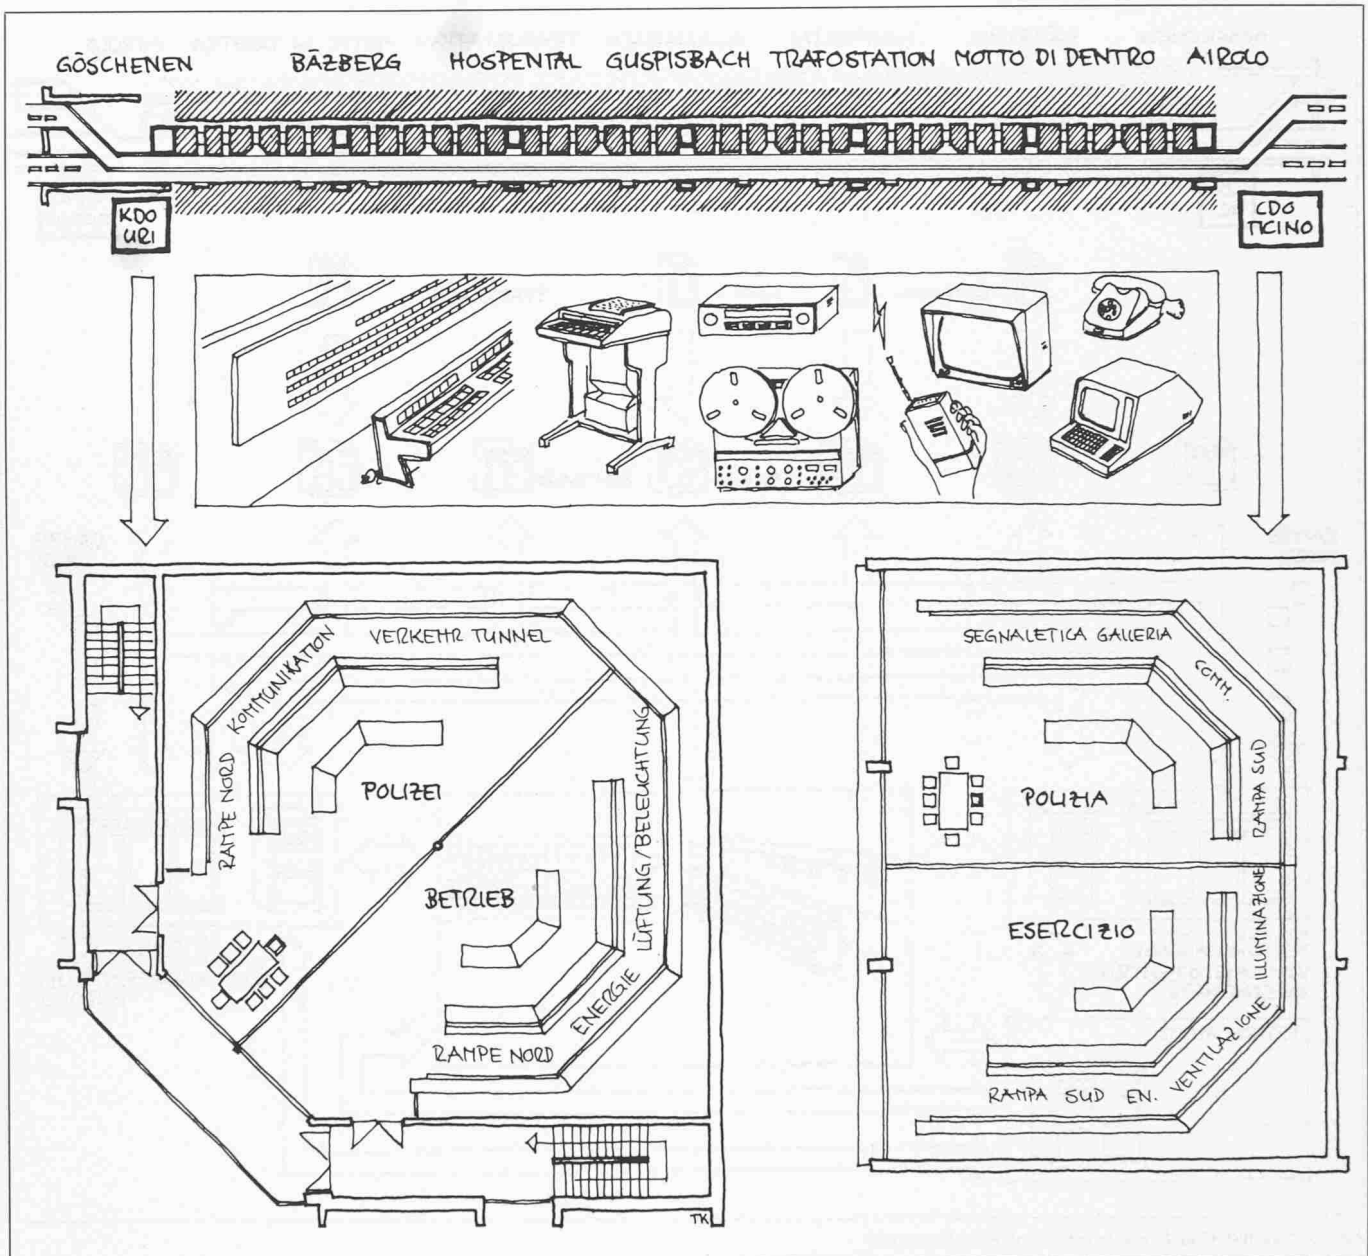 GÖSCHENEN BÄZBERG HOSPENTAL GUSPISBACH TRAFOSTATION MOTTO DI DENTRO AIROLO
KDO
URI
CDO
TICINO
VERKEHR TUNNEL
KOMMUNIKATION
RAMPE NORD
POLIZEI
BETRIEB
LÜFTUNG/BELEUCHTUNG
ENERGIE
RAMPE NORD
TK
SEGNALETICA GALLERIA
COMM.
RAMPA SUD
POLIZIA
ESERCIZIO
ILLUMINAZIONE
VENTILAZIONE
RAMPA SUD EN.